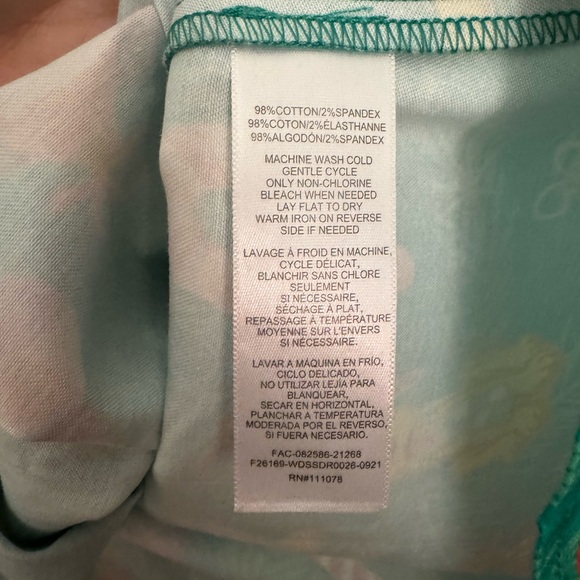 98%COTTON/2%SPANDEX
98%COTON/2%ÉLASTHANNE
98%ALGODÓN/2%SPANDEX
MACHINE WASH COLD
GENTLE CYCLE
ONLY NON-CHLORINE
BLEACH WHEN NEEDED
LAY FLAT TO DRY
WARM IRON ON REVERSE
SIDE IF NEEDED
LAVAGE À FROID EN MACHINE,
CYCLE DÉLICAT,
BLANCHIR SANS CHLORE
SEULEMENT
SI NÉCESSAIRE,
SÉCHAGE À PLAT,
REPASSAGE À TEMPÉRATURE
MOYENNE SUR L'ENVERS
SI NÉCESSAIRE.
LAVAR A MÁQUINA EN FRÍO,
CICLO DELICADO,
NO UTILIZAR LEJÍA PARA
BLANQUEAR,
SECAR EN HORIZONTAL,
PLANCHAR A TEMPERATURA
MODERADA POR EL REVERSO,
SI FUERA NECESARIO.
FAC-082586-21268
F26169-WDSSDR0026-0921
RN#111078